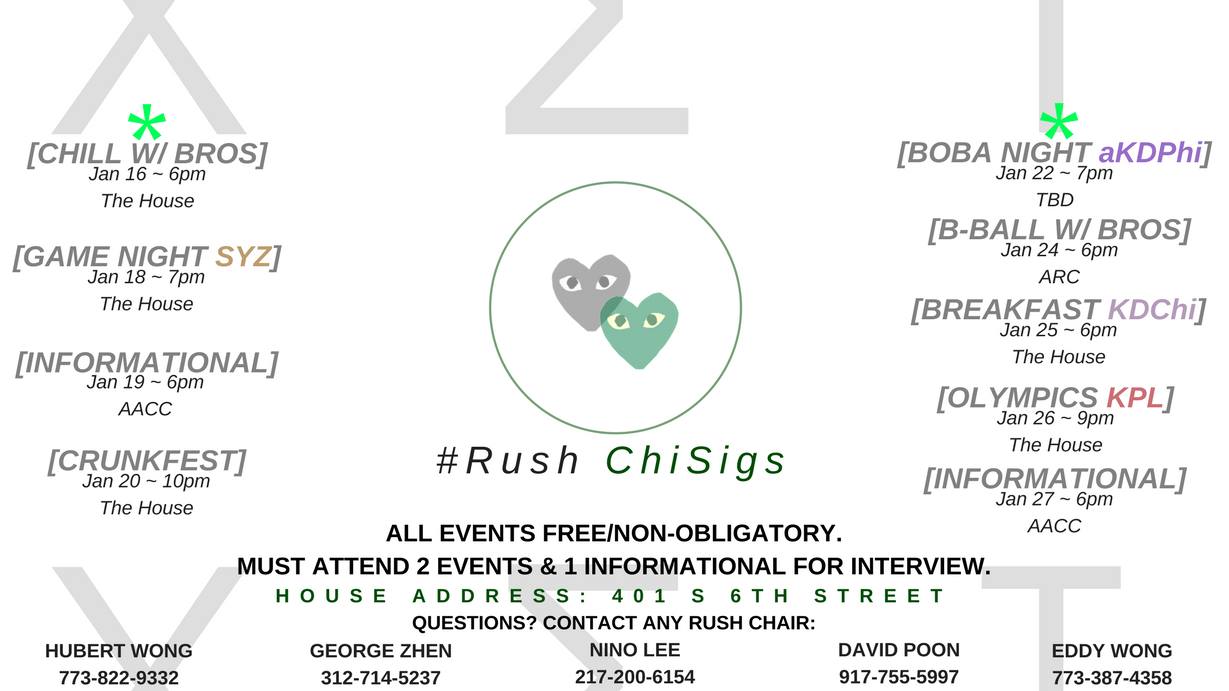 Χ Σ Τ
*
[CHILL W/ BROS]
Jan 16 ~ 6pm
The House
[GAME NIGHT SYZ]
Jan 18 ~ 7pm
The House
[INFORMATIONAL]
Jan 19 ~ 6pm
AACC
[CRUNKFEST]
Jan 20 ~ 10pm
The House
*
[BOBA NIGHT aKDPhi]
Jan 22 ~ 7pm
TBD
[B-BALL W/ BROS]
Jan 24 ~ 6pm
ARC
[BREAKFAST KDChi]
Jan 25 ~ 6pm
The House
[OLYMPICS KPL]
Jan 26 ~ 9pm
The House
[INFORMATIONAL]
Jan 27 ~ 6pm
AACC
#Rush ChiSigs
ALL EVENTS FREE/NON-OBLIGATORY.
MUST ATTEND 2 EVENTS & 1 INFORMATIONAL FOR INTERVIEW.
HOUSE ADDRESS: 401 S 6TH STREET
QUESTIONS? CONTACT ANY RUSH CHAIR:
HUBERT WONG GEORGE ZHEN NINO LEE DAVID POON EDDY WONG
773-822-9332 312-714-5237 217-200-6154 917-755-5997 773-387-4358
Χ Σ Τ